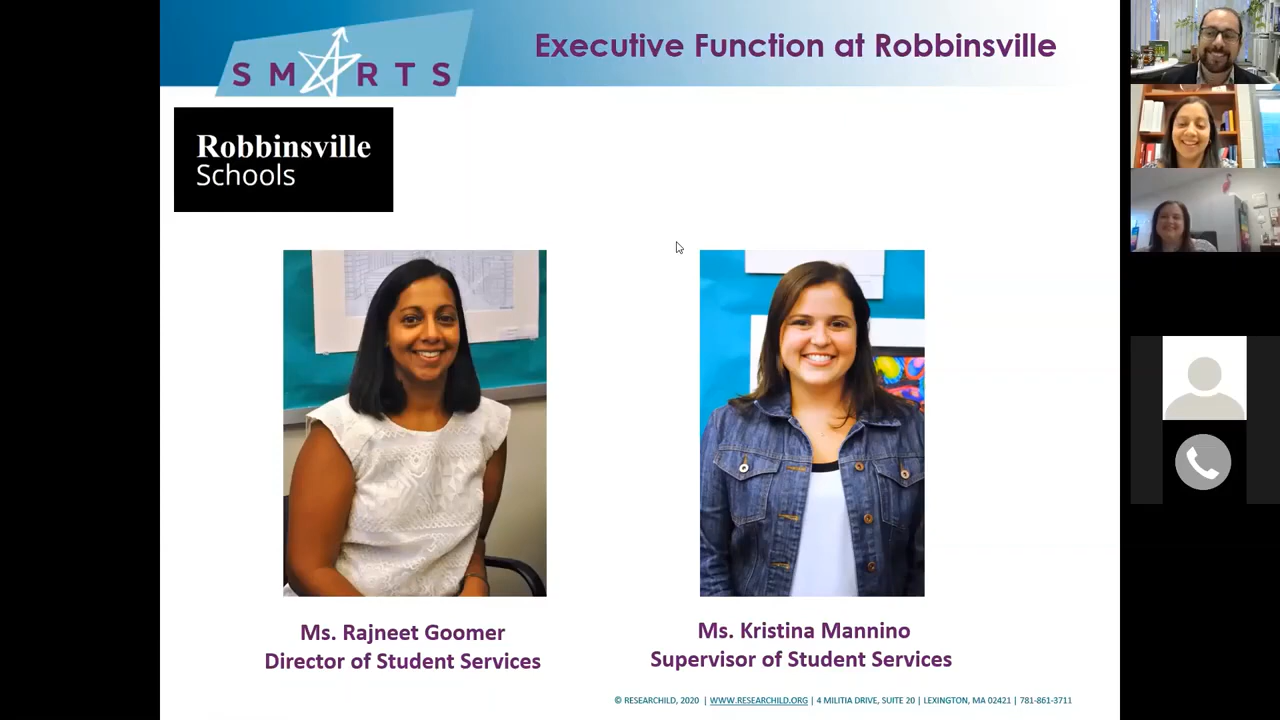 SMARTS
Executive Function at Robbinsville
Robbinsville
Schools
Ms. Rajneet Goomer
Director of Student Services
Ms. Kristina Mannino
Supervisor of Student Services
© RESEARCHILD, 2020 | WWW.RESEARCHILD.ORG | 4 MILITIA DRIVE, SUITE 20 | LEXINGTON, MA 02421 | 781-861-3711